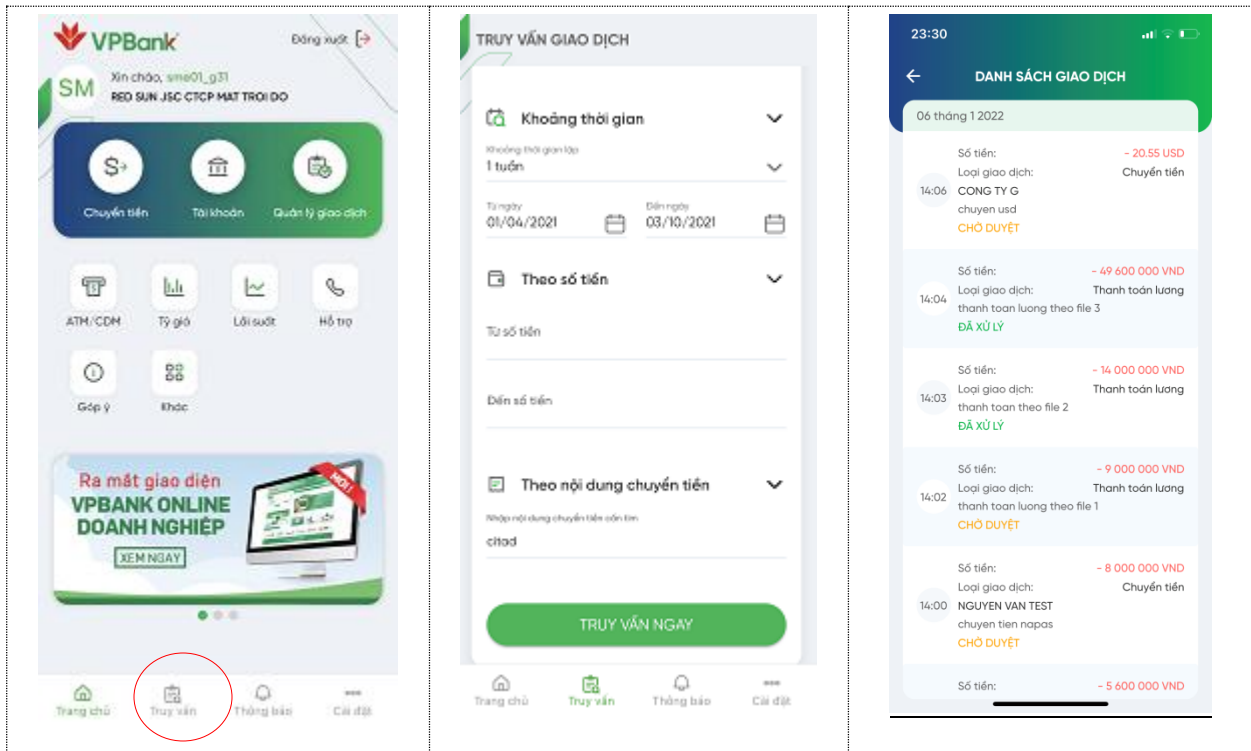 VPBank
Đăng xuất
SM
Xin chào, sme01_g31
RED SUN JSC CTCP MAT TROI DO
Chuyển tiền
Tài khoản
Quản lý giao dịch
ATM/CDM
Tỷ giá
Lãi suất
Hỗ trợ
Góp ý
Khác
Ra mắt giao diện
VPBANK ONLINE
DOANH NGHIỆP
XEM NGAY
MỚI!
Trang chủ
Truy vấn
Thông báo
Cài đặt
TRUY VẤN GIAO DỊCH
Khoảng thời gian
Khoảng thời gian lập
1 tuần
Từ ngày
Đến ngày
01/04/2021
03/10/2021
Theo số tiền
Từ số tiền
Đến số tiền
Theo nội dung chuyển tiền
Nhập nội dung chuyển tiền cần tìm
citad
TRUY VẤN NGAY
Trang chủ
Truy vấn
Thông báo
Cài đặt
23:30
DANH SÁCH GIAO DỊCH
06 tháng 1 2022
Số tiền: - 20.55 USD
Loại giao dịch: Chuyển tiền
14:06 CONG TY G
chuyen usd
CHỜ DUYỆT
Số tiền: - 49 600 000 VND
Loại giao dịch: Thanh toán lương
14:04 thanh toan luong theo file 3
ĐÃ XỬ LÝ
Số tiền: - 14 000 000 VND
Loại giao dịch: Thanh toán lương
14:03 thanh toan theo file 2
ĐÃ XỬ LÝ
Số tiền: - 9 000 000 VND
Loại giao dịch: Thanh toán lương
14:02 thanh toan luong theo file 1
CHỜ DUYỆT
Số tiền: - 8 000 000 VND
Loại giao dịch: Chuyển tiền
14:00 NGUYEN VAN TEST
chuyen tien napas
CHỜ DUYỆT
Số tiền: - 5 600 000 VND